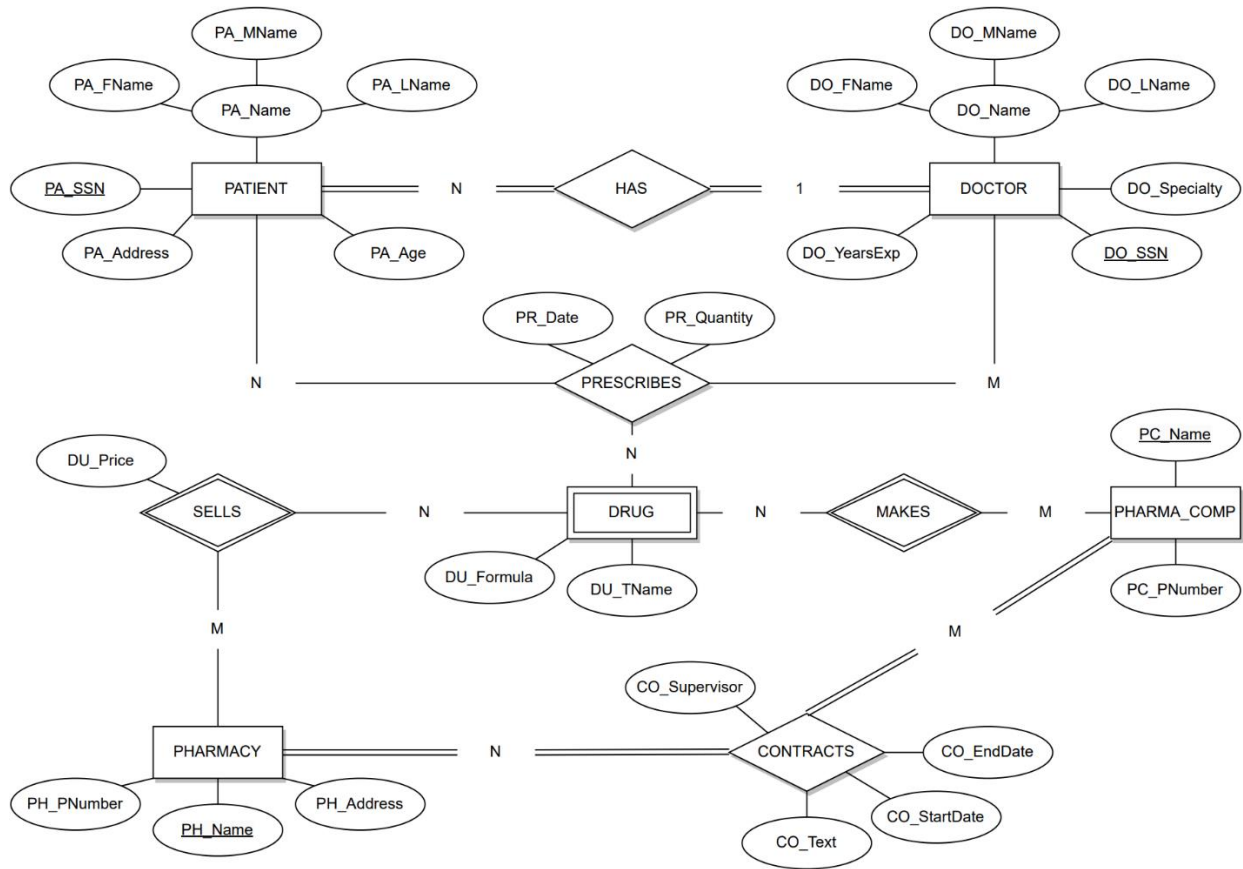 PA_MName
DO_MName
PA_FName
PA_LName
DO_FName
DO_LName
PA_Name
DO_Name
PA_SSN
PATIENT
N
HAS
1
DOCTOR
DO_Specialty
PA_Address
PA_Age
DO_YearsExp
DO_SSN
PR_Date
PR_Quantity
N
PRESCRIBES
M
PC_Name
DU_Price
N
SELLS
N
DRUG
N
MAKES
M
PHARMA_COMP
DU_Formula
DU_TName
PC_PNumber
M
M
CO_Supervisor
PHARMACY
N
CONTRACTS
CO_EndDate
PH_PNumber
PH_Address
CO_StartDate
PH_Name
CO_Text